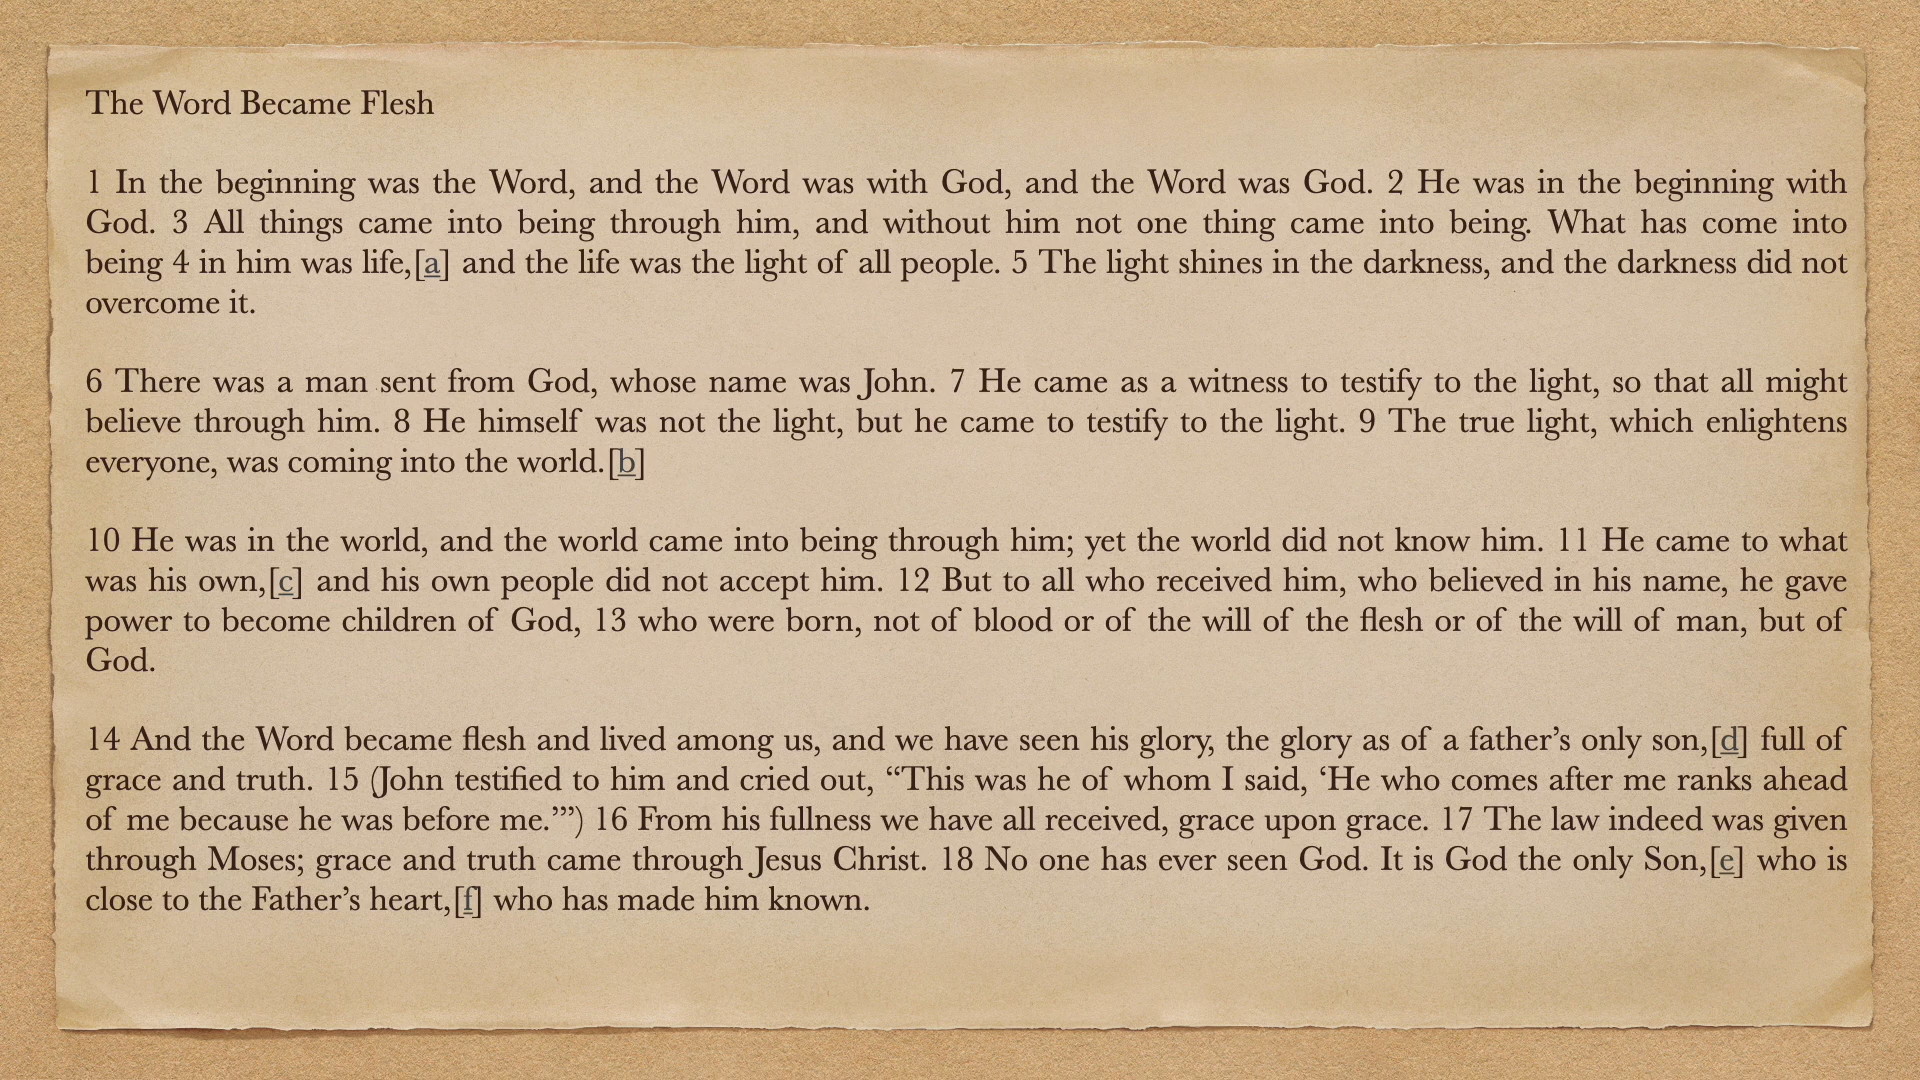 The Word Became Flesh
1 In the beginning was the Word, and the Word was with God, and the Word was God. 2 He was in the beginning with
God. 3 All things came into being through him, and without him not one thing came into being. What has come into
being 4 in him was life,[a] and the life was the light of all people. 5 The light shines in the darkness, and the darkness did not
overcome it.
6 There was a man sent from God, whose name was John. 7 He came as a witness to testify to the light, so that all might
believe through him. 8 He himself was not the light, but he came to testify to the light. 9 The true light, which enlightens
everyone, was coming into the world.[b]
10 He was in the world, and the world came into being through him; yet the world did not know him. 11 He came to what
was his own,[c] and his own people did not accept him. 12 But to all who received him, who believed in his name, he gave
power to become children of God, 13 who were born, not of blood or of the will of the flesh or of the will of man, but of
God.
14 And the Word became flesh and lived among us, and we have seen his glory, the glory as of a father’s only son,[d] full of
grace and truth. 15 (John testified to him and cried out, “This was he of whom I said, ‘He who comes after me ranks ahead
of me because he was before me.’”) 16 From his fullness we have all received, grace upon grace. 17 The law indeed was given
through Moses; grace and truth came through Jesus Christ. 18 No one has ever seen God. It is God the only Son,[e] who is
close to the Father’s heart,[f] who has made him known.